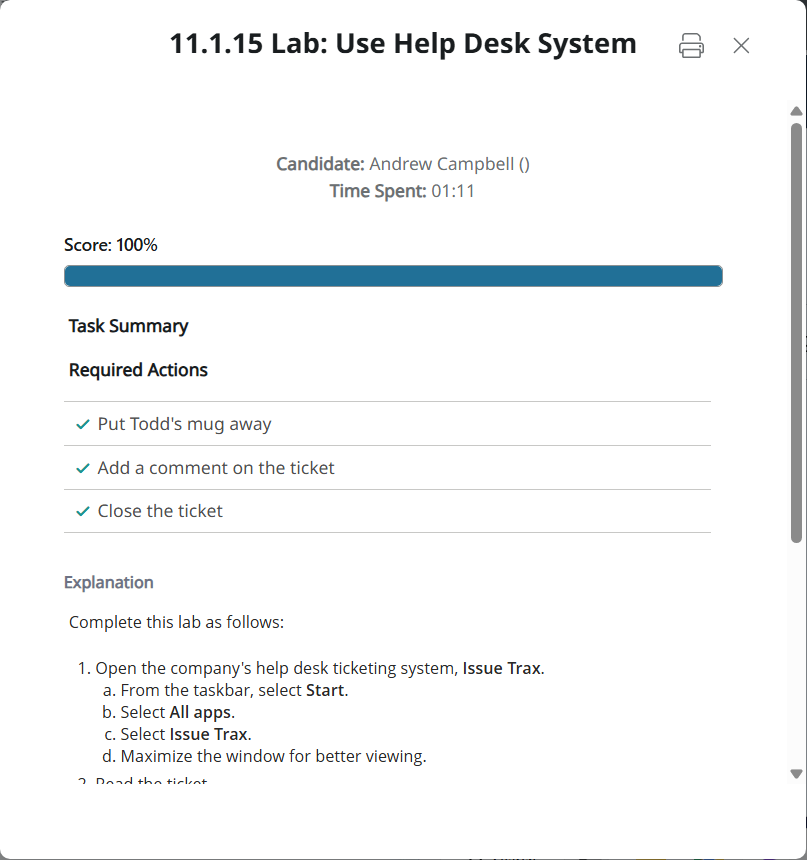 11.1.15 Lab: Use Help Desk System
Candidate: Andrew Campbell ()
Time Spent: 01:11
Score: 100%
Task Summary
Required Actions
Put Todd's mug away
Add a comment on the ticket
Close the ticket
Explanation
Complete this lab as follows:
1. Open the company's help desk ticketing system, Issue Trax.
a. From the taskbar, select Start.
b. Select All apps.
c. Select Issue Trax.
d. Maximize the window for better viewing.
2. Read the ticket